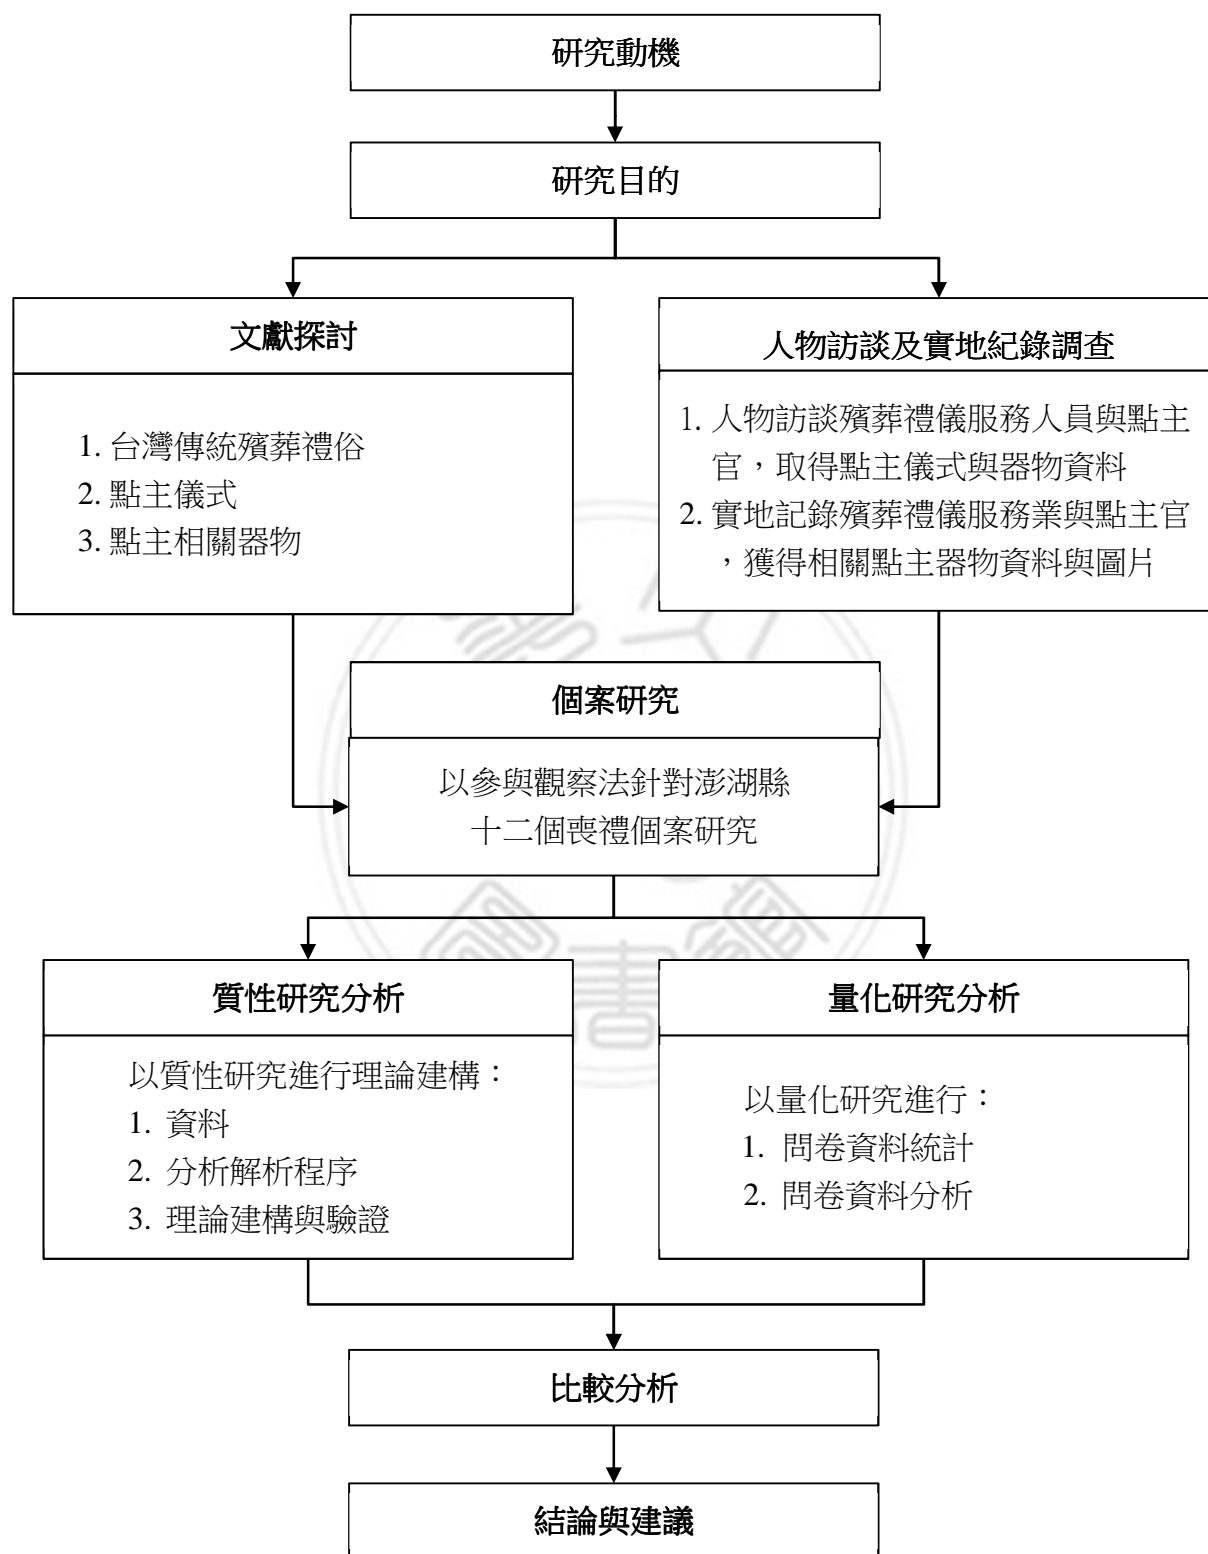 研究動機
研究目的
文獻探討
1. 台灣傳統殯葬禮俗
2. 點主儀式
3. 點主相關器物
人物訪談及實地紀錄調查
1. 人物訪談殯葬禮儀服務人員與點主
官，取得點主儀式與器物資料
2. 實地記錄殯葬禮儀服務業與點主官
，獲得相關點主器物資料與圖片
個案研究
以參與觀察法針對澎湖縣
十二個喪禮個案研究
質性研究分析
以質性研究進行理論建構：
1. 資料
2. 分析解析程序
3. 理論建構與驗證
量化研究分析
以量化研究進行：
1. 問卷資料統計
2. 問卷資料分析
比較分析
結論與建議